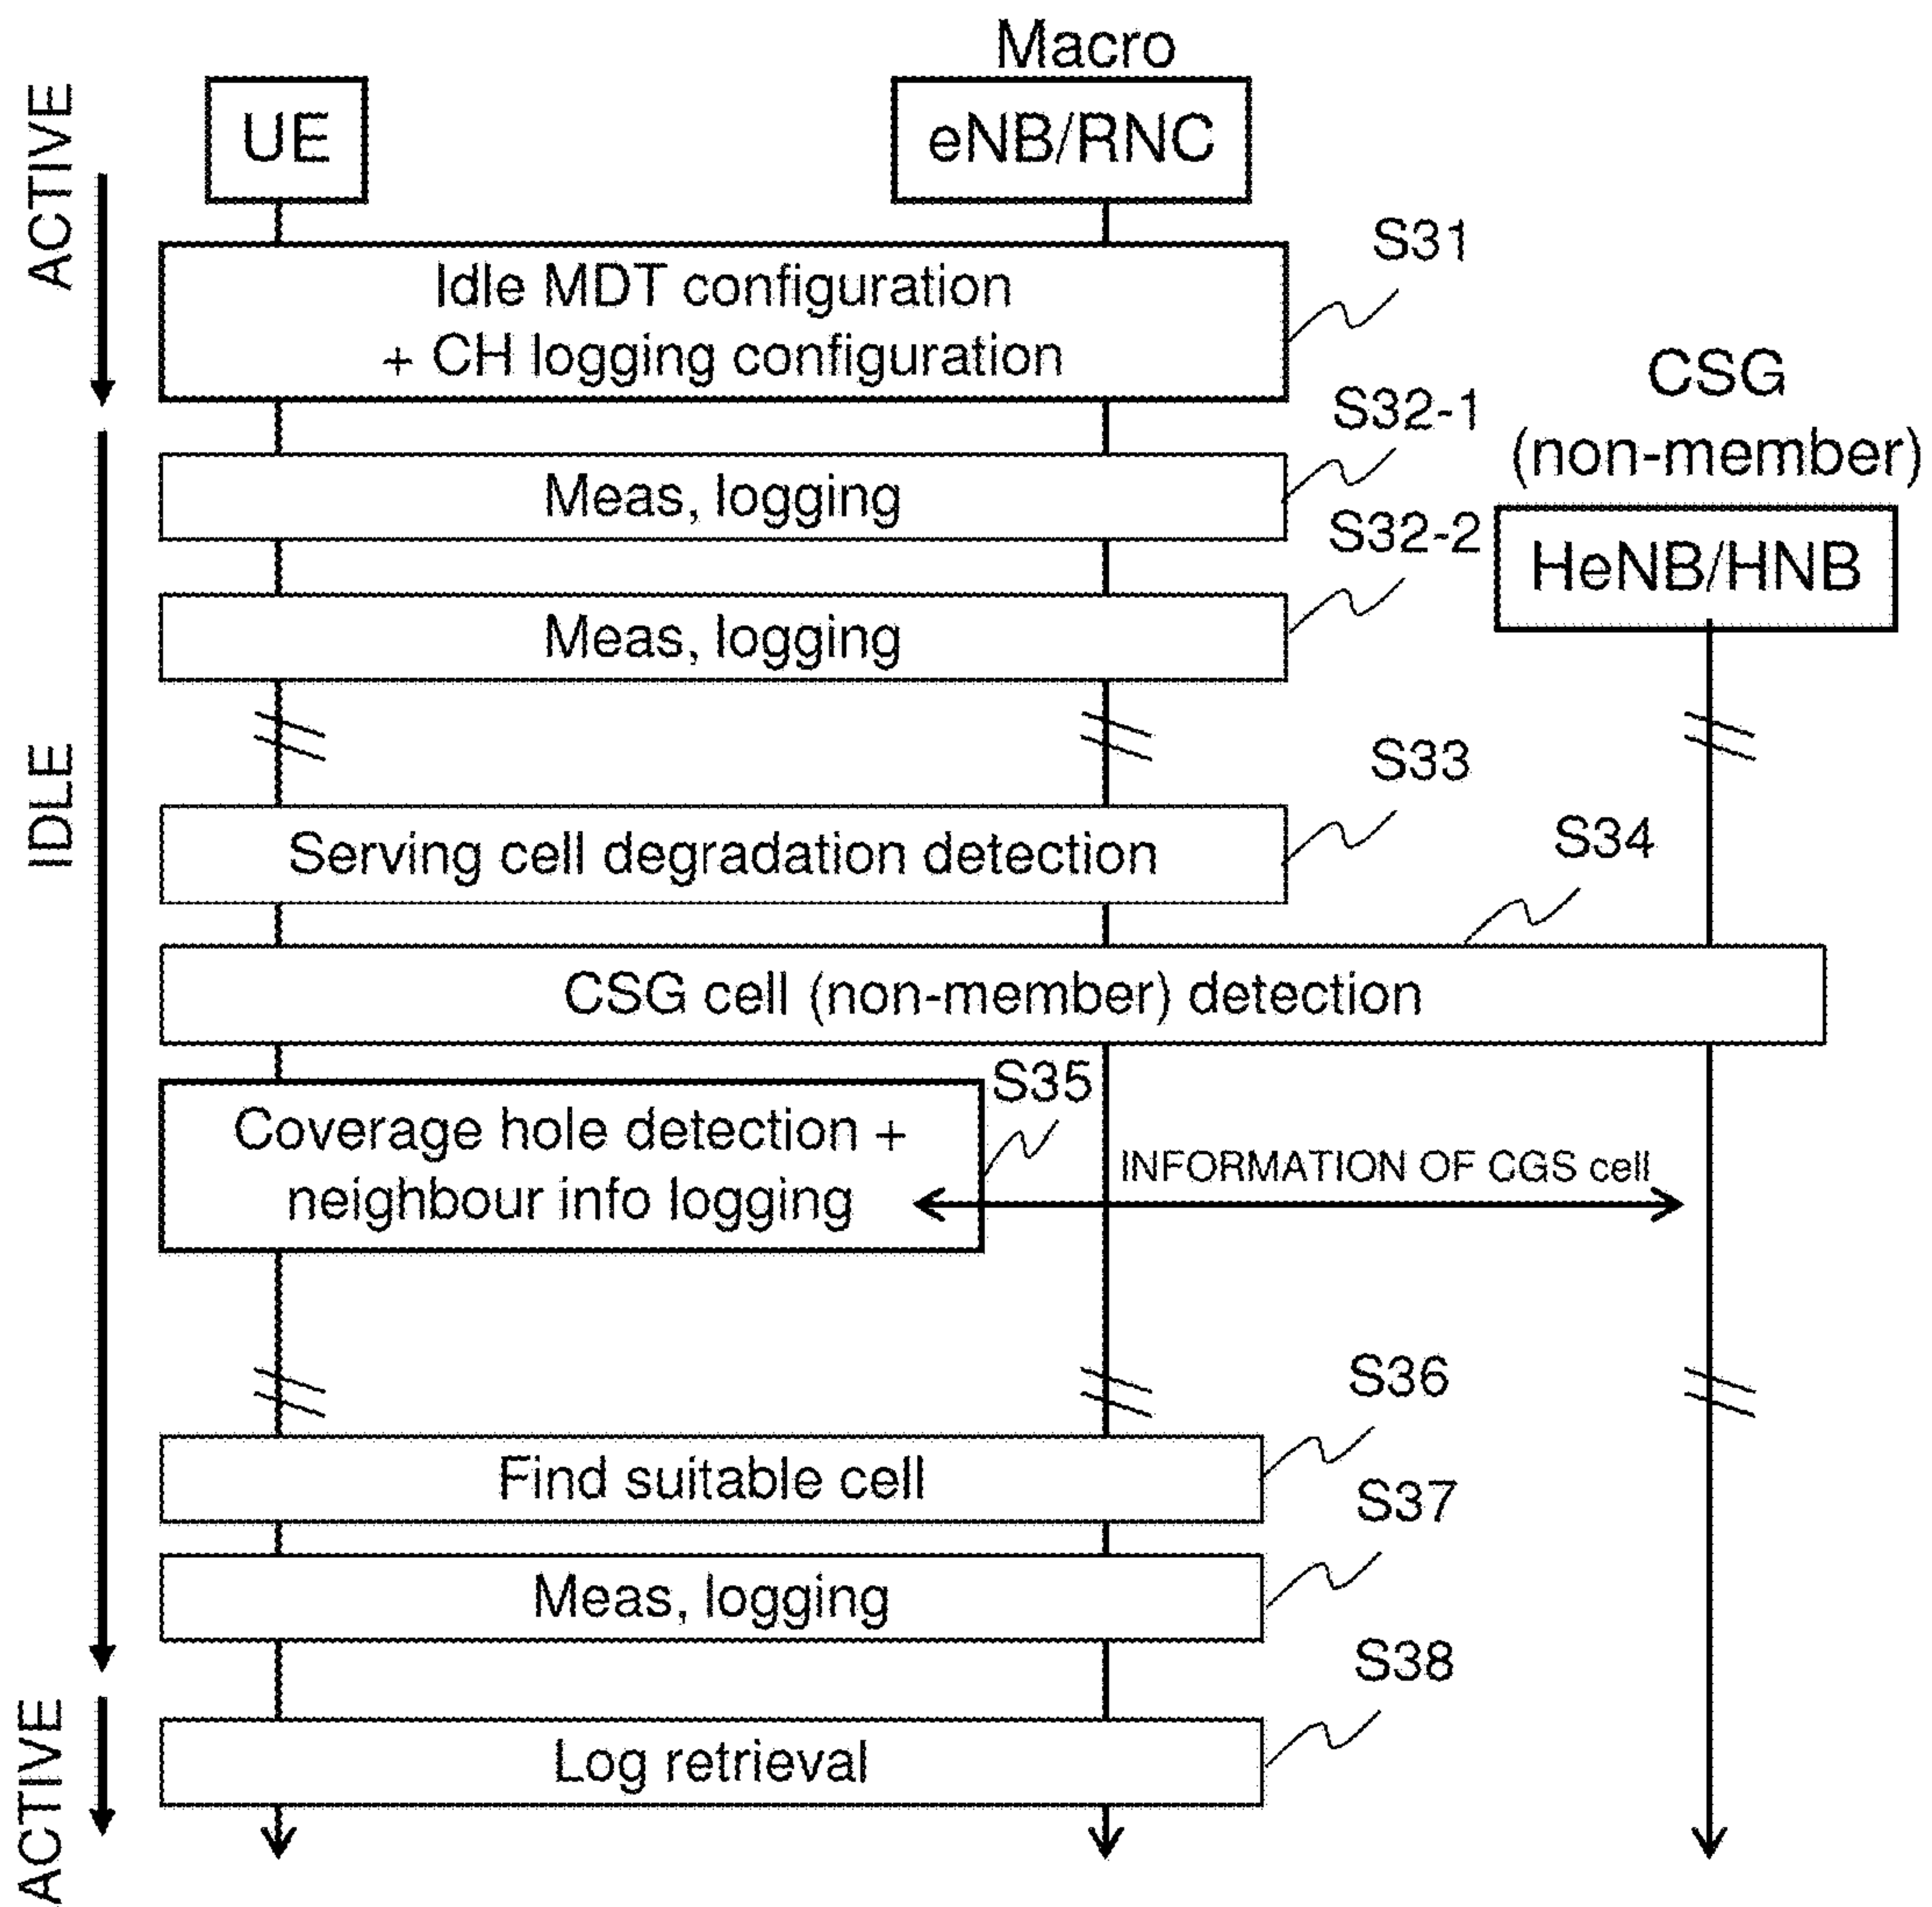 Macro
ACTIVE
UE
eNB/RNC
S31
Idle MDT configuration
+ CH logging configuration
CSG
(non-member)
HeNB/HNB
S32-1
Meas, logging
S32-2
Meas, logging
IDLE
S33
Serving cell degradation detection
S34
CSG cell (non-member) detection
S35
Coverage hole detection +
neighbour info logging
INFORMATION OF CGS cell
S36
Find suitable cell
S37
Meas, logging
S38
ACTIVE
Log retrieval